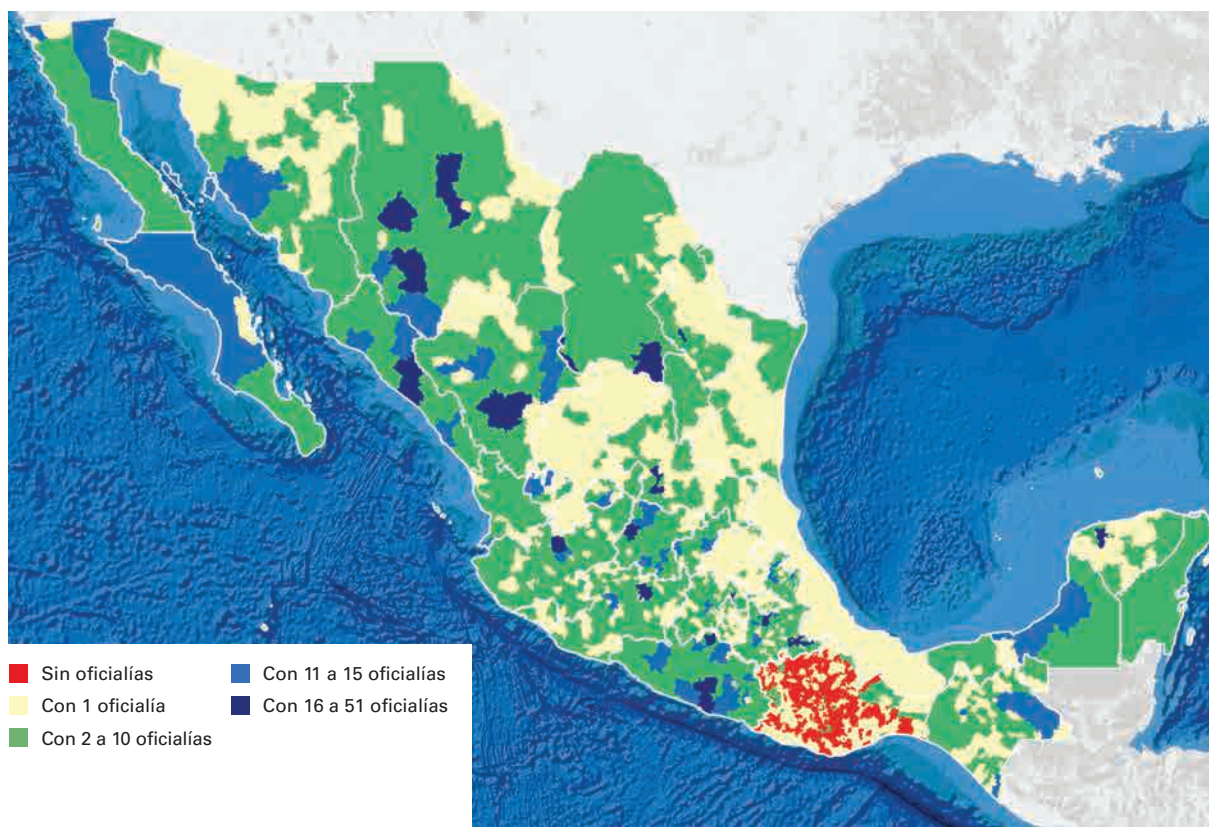 Sin oficialías
Con 1 oficialía
Con 2 a 10 oficialías
Con 11 a 15 oficialías
Con 16 a 51 oficialías